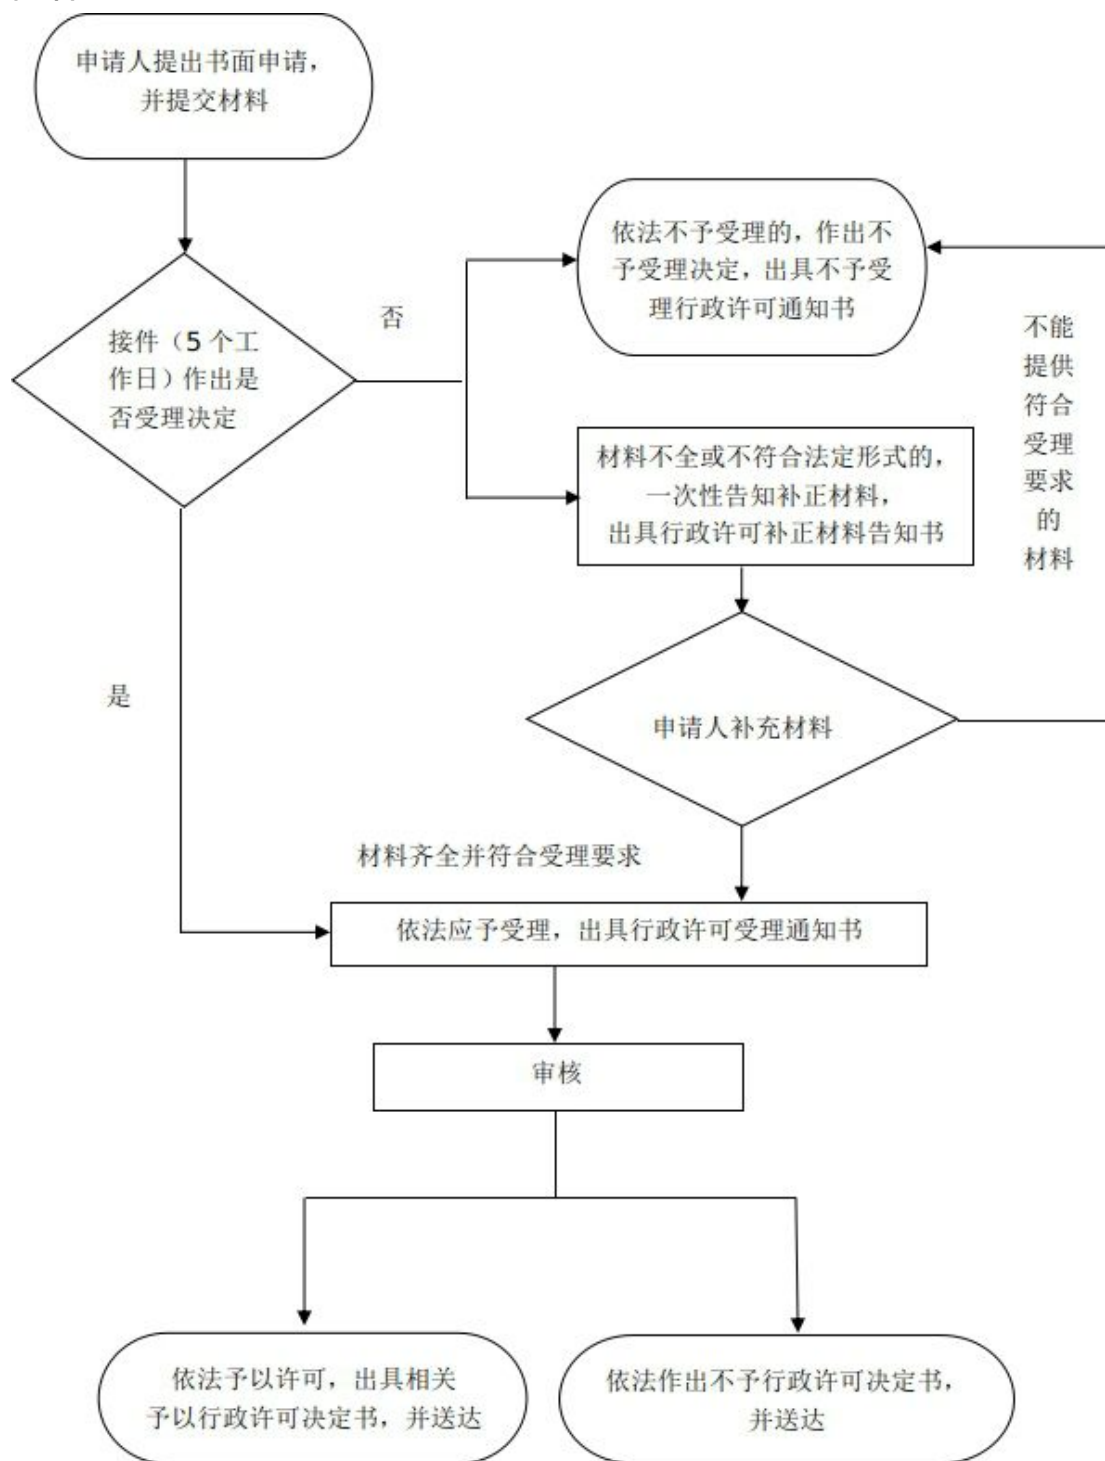 申请人提出书面申请，
并提交材料
依法不予受理的，作出不
予受理决定，出具不予受
理行政许可通知书
否
接件（5个工
作日）作出是
否受理决定
不能
提供
符合
受理
要求
的
材料
材料不全或不符合法定形式的，
一次性告知补正材料，
出具行政许可补正材料告知书
是
申请人补充材料
材料齐全并符合受理要求
依法应予受理，出具行政许可受理通知书
审核
依法予以许可，出具相关
予以行政许可决定书，并送达
依法作出不予行政许可决定书，
并送达